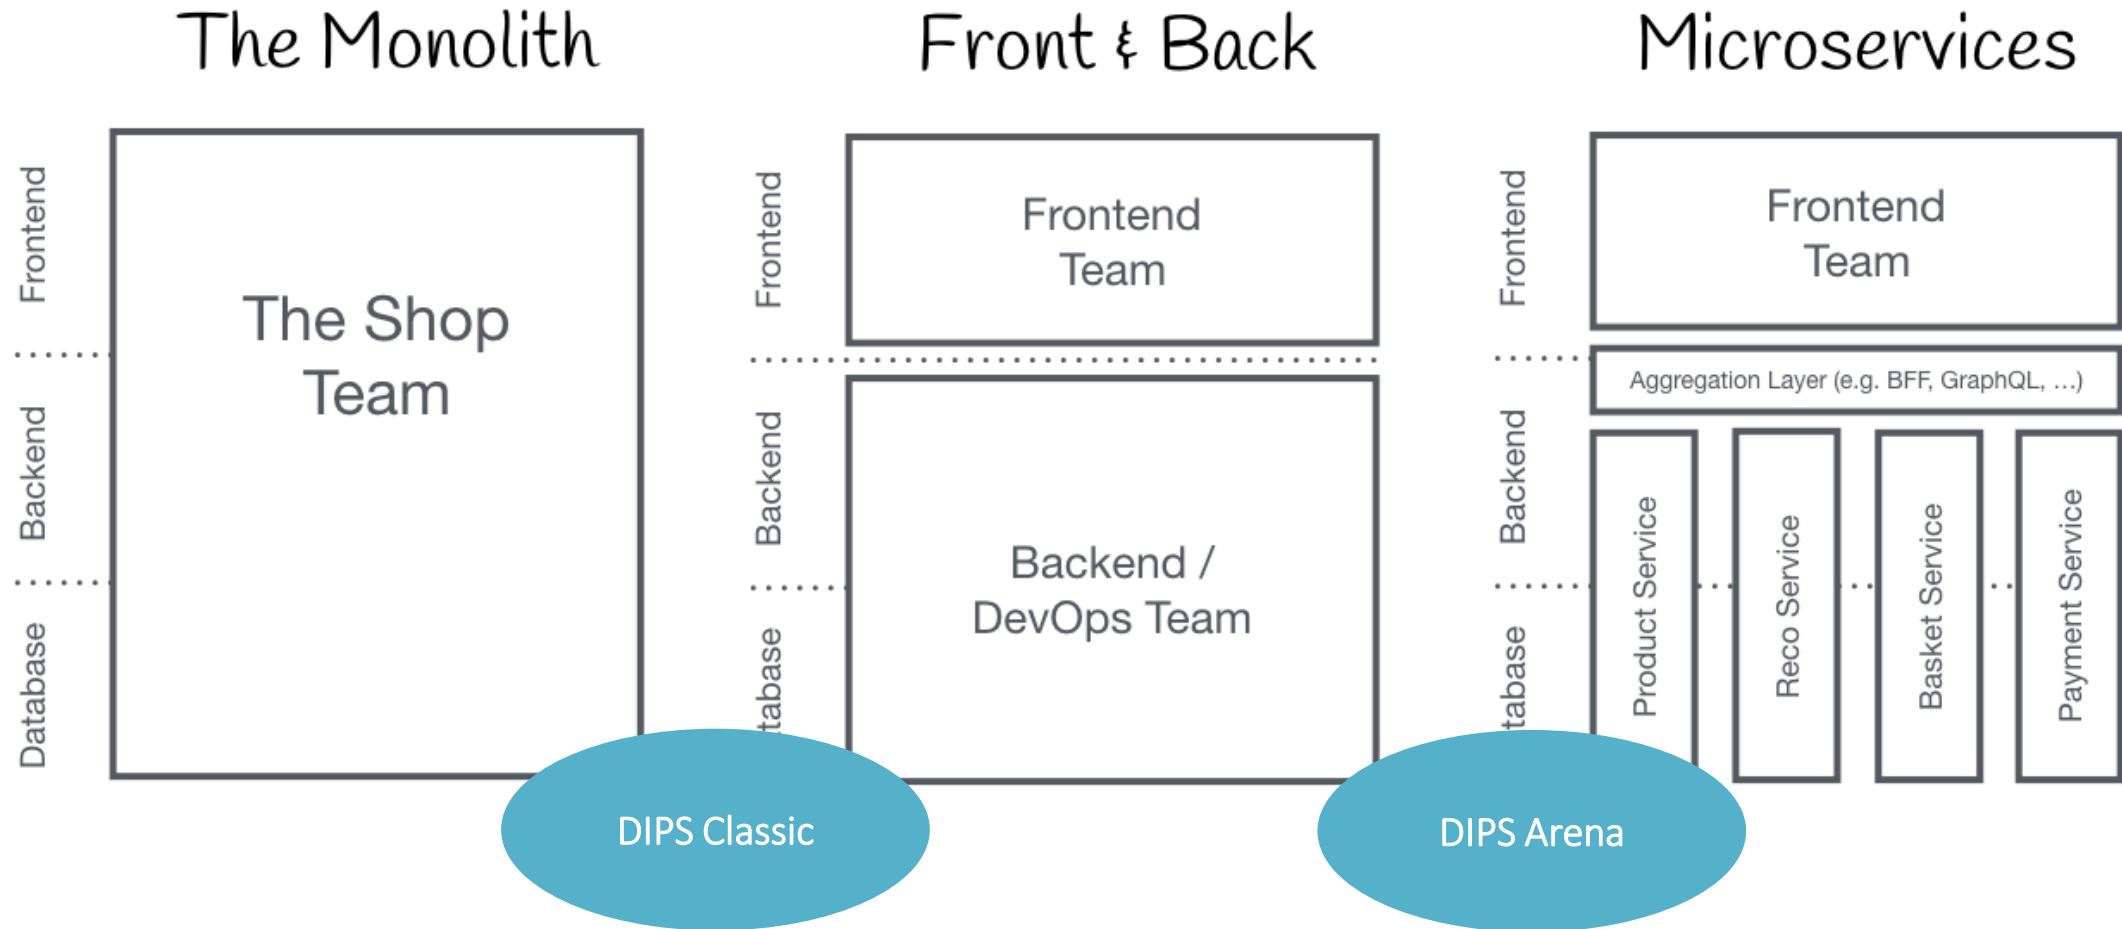 The Monolith
Frontend
Backend
Database
The Shop
Team
Front & Back
Frontend
Backend
tabase
Frontend
Team
Backend /
DevOps Team
Microservices
Frontend
Backend
tabase
Frontend
Team
Aggregation Layer (e.g. BFF, GraphQL, ...)
Product Service
Reco Service
Basket Service
Payment Service
DIPS Classic
DIPS Arena